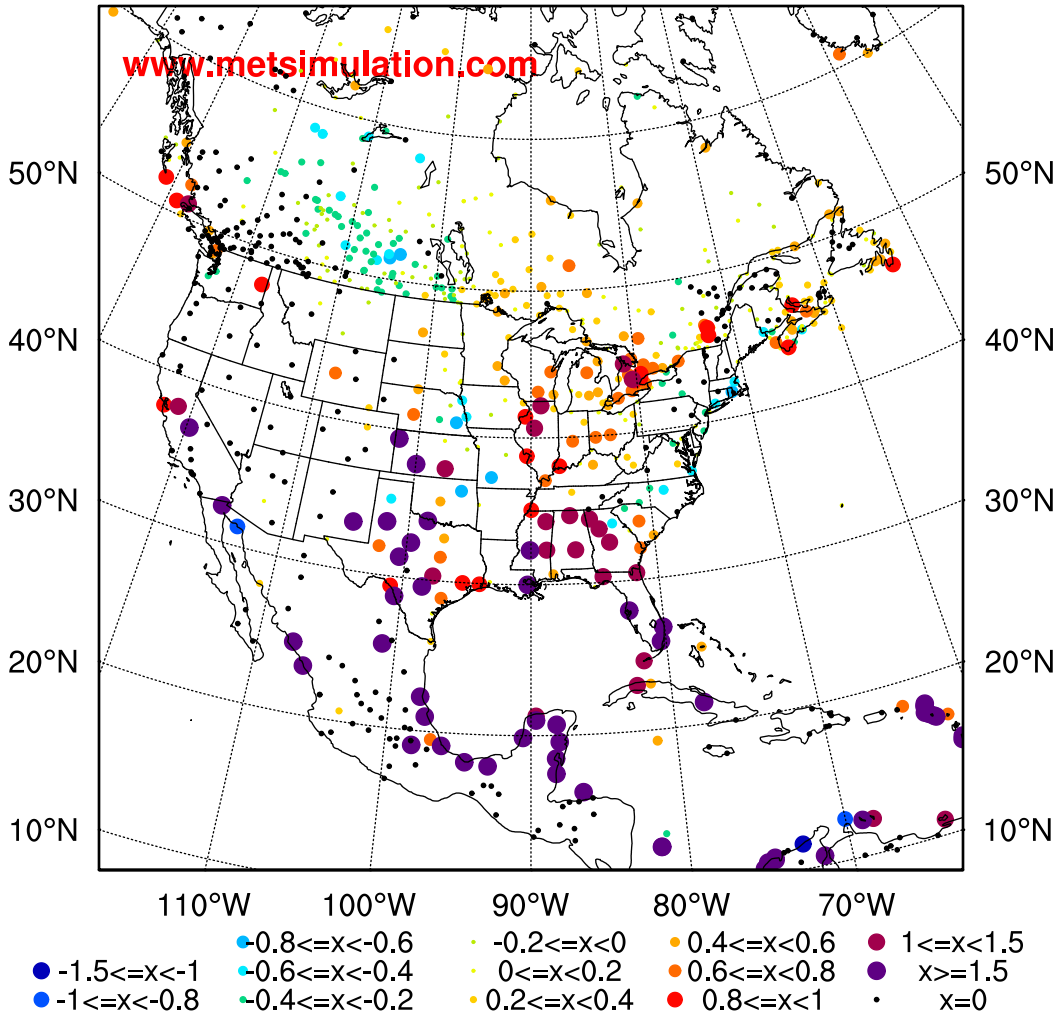 www.metsimulation.com
50°N
50°N
40°N
40°N
30°N
30°N
20°N
20°N
10°N
10°N
110°W 100°W 90°W 80°W 70°W
-0.8<=x<-0.6 -0.2<=x<0 0.4<=x<0.6 1<=x<1.5
-1.5<=x<-1 -0.6<=x<-0.4 0<=x<0.2 0.6<=x<0.8 x>=1.5
-1<=x<-0.8 -0.4<=x<-0.2 0.2<=x<0.4 0.8<=x<1 x=0